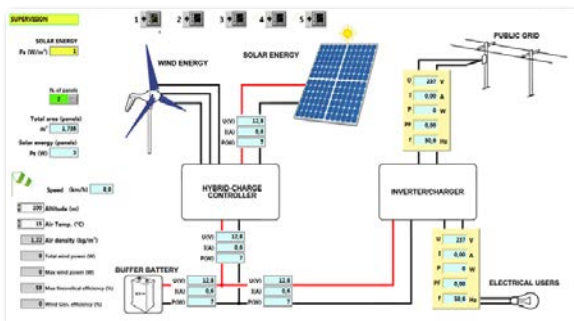 SUPERVISION
1
2
3
4
5
SOLAR ENERGY
Pa (W/m²) 1
N. of panels
2
Total area (panels)
m²
Solar energy (panels)
Ps (W) 3
Speed (km/h) 0,0
200 Altitude (m)
15 Air Temp. (°C)
1,22 Air density (kg/m³)
0 Total wind power (W)
0 Max wind power (W)
59 Max theoretical efficiency (%)
0 Wind Gen. efficiency (%)
WIND ENERGY
SOLAR ENERGY
U(V) 12,8
I(A) 0,6
P(W) 7
HYBRID-CHARGE
CONTROLLER
U(V) 12,8
I(A) 0,6
P(W) 7
BUFFER BATTERY
U(V) 12,8
I(A) 0,6
P(W) 7
U(V) 12,8
I(A) 0,6
P(W) 7
PUBLIC GRID
U 237 V
I 0,00 A
P 0 W
PF 0,00
f 50,0 Hz
INVERTER/CHARGER
U 237 V
I 0,00 A
P 0 W
PF 0,00
f 50,0 Hz
ELECTRICAL USERS